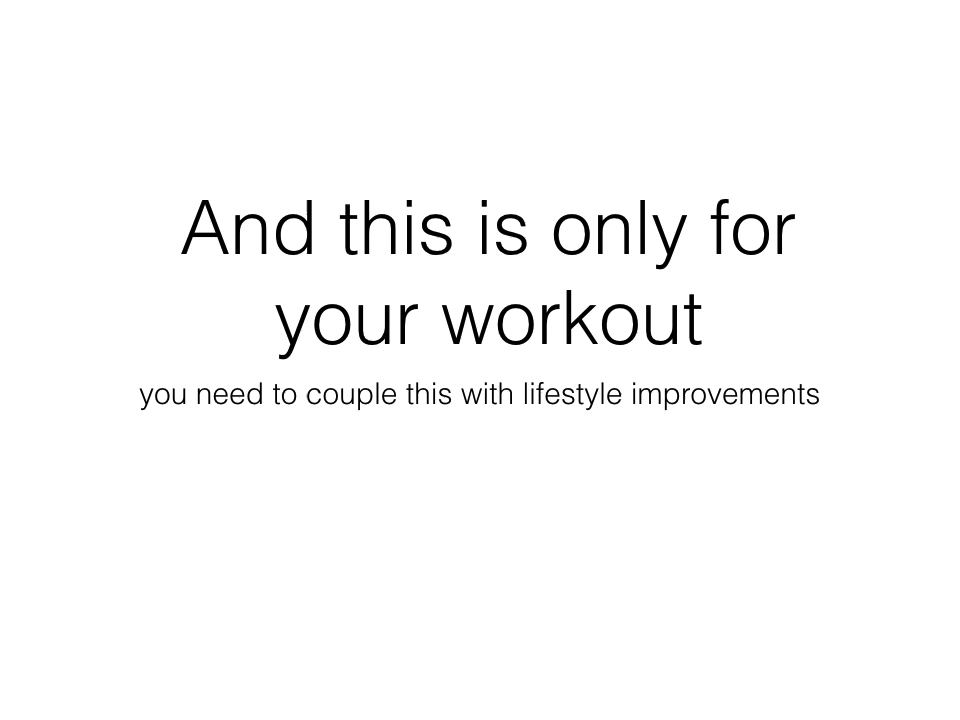 And this is only for
your workout
you need to couple this with lifestyle improvements